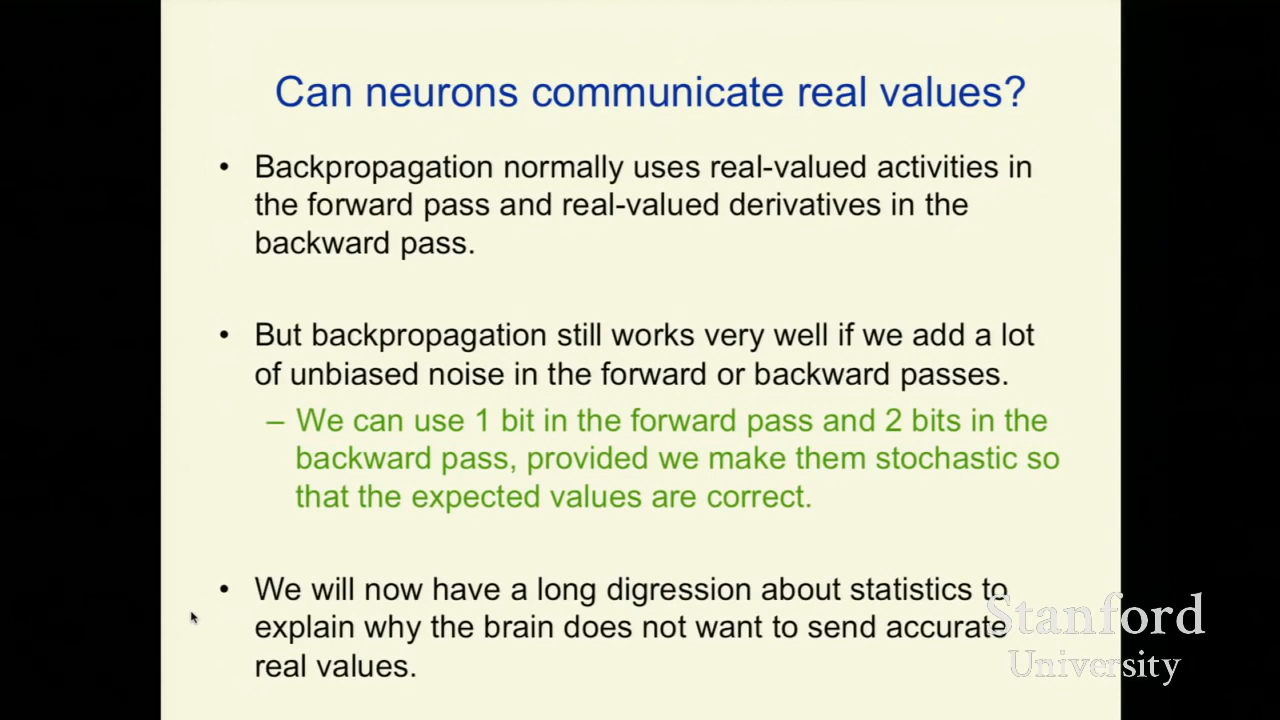 Can neurons communicate real values?
• Backpropagation normally uses real-valued activities in
the forward pass and real-valued derivatives in the
backward pass.
• But backpropagation still works very well if we add a lot
of unbiased noise in the forward or backward passes.
– We can use 1 bit in the forward pass and 2 bits in the
backward pass, provided we make them stochastic so
that the expected values are correct.
• We will now have a long digression about statistics to
explain why the brain does not want to send accurate
real values.
Stanford
University